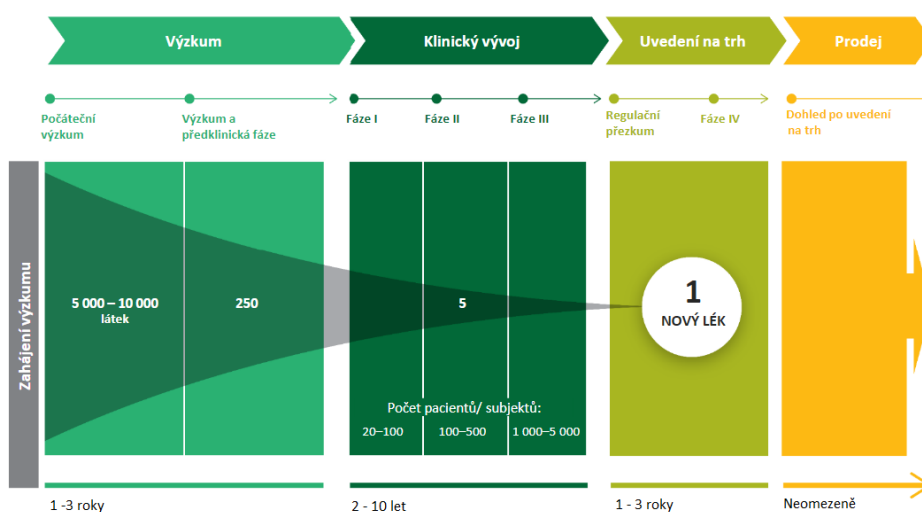 Výzkum
Klinický vývoj
Uvedení na trh
Prodej
Počáteční
výzkum
Výzkum a
předklinická fáze
Fáze I
Fáze II
Fáze III
Regulační
přezkum
Fáze IV
Dohled po uvedení
na trh
Zahájení výzkumu
5 000 – 10 000
látek
250
5
1
NOVÝ LÉK
Počet pacientů/ subjektů:
20–100
100–500
1 000–5 000
1 -3 roky
2 - 10 let
1 - 3 roky
Neomezeně